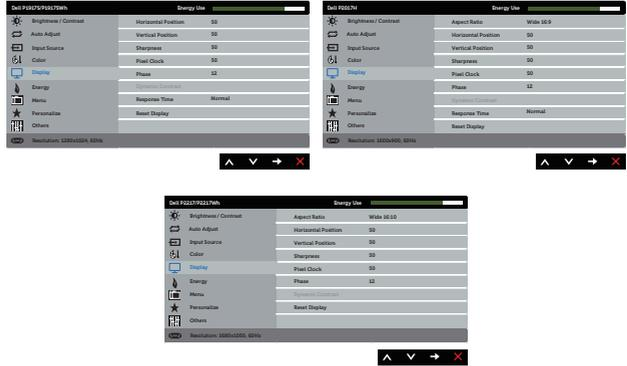 Dell P1917S/P1917SWh Energy Use
Brightness / Contrast Horizontal Position 50
Auto Adjust Vertical Position 50
Input Source Sharpness 50
Color Pixel Clock 50
Display Phase 12
Energy Dynamic Contrast
Menu Response Time Normal
Personalize Reset Display
Others
Resolution: 1280x1024, 60Hz
Dell P2017H Energy Use
Brightness / Contrast Aspect Ratio Wide 16:9
Auto Adjust Horizontal Position 50
Input Source Vertical Position 50
Color Sharpness 50
Display Pixel Clock 50
Energy Phase 12
Menu Dynamic Contrast
Personalize Response Time Normal
Others Reset Display
Resolution: 1600x900, 60Hz
Dell P2217/P2217Wh Energy Use
Brightness / Contrast Aspect Ratio Wide 16:10
Auto Adjust Horizontal Position 50
Input Source Vertical Position 50
Color Sharpness 50
Display Pixel Clock 50
Energy Phase 12
Menu Dynamic Contrast
Personalize Reset Display
Others
Resolution: 1680x1050, 60Hz